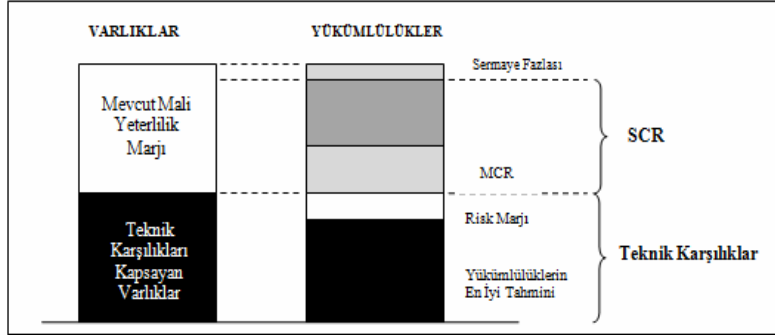 VARLIKLAR
YÜKÜMLÜLÜKLER
Sermaye Fazlası
Mevcut Mali
Yeterlilik
Marjı
SCR
MCR
Risk Marjı
Teknik
Karşılıkları
Kapsayan
Varlıklar
Teknik Karşılıklar
Yükümlülüklerin
En İyi Tahmini